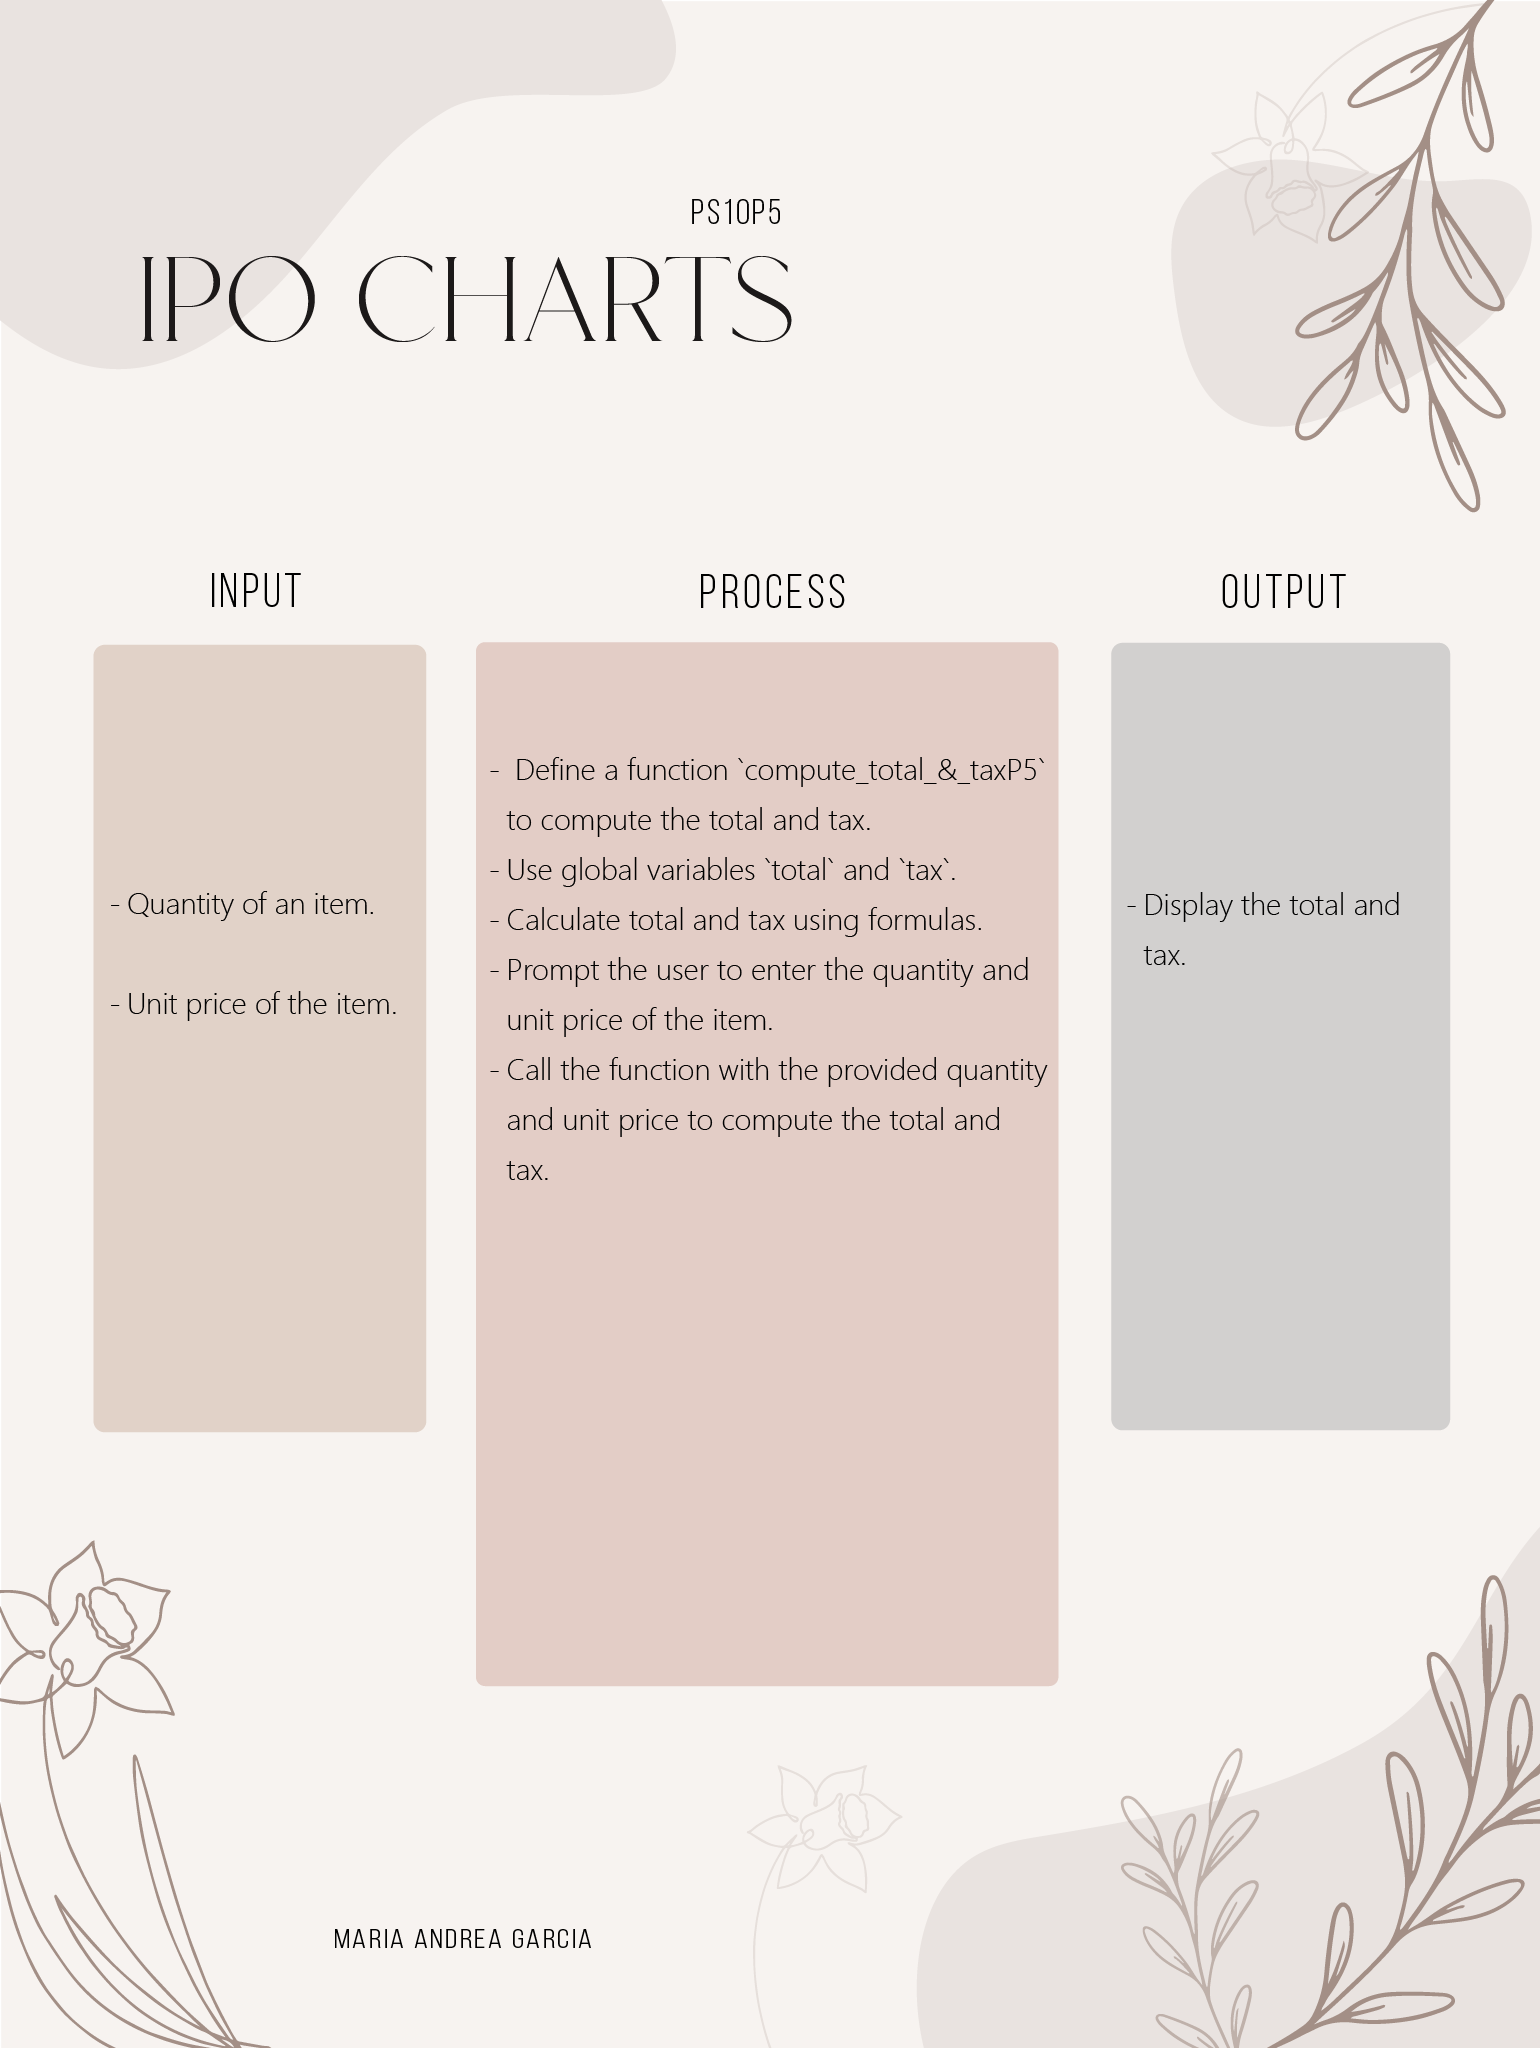 PS10P5
IPO CHARTS
INPUT
PROCESS
OUTPUT
- Quantity of an item.
- Unit price of the item.
- Define a function `compute_total_&_taxP5`
to compute the total and tax.
- Use global variables `total` and `tax`.
- Calculate total and tax using formulas.
- Prompt the user to enter the quantity and
unit price of the item.
- Call the function with the provided quantity
and unit price to compute the total and
tax.
- Display the total and
tax.
MARIA ANDREA GARCIA